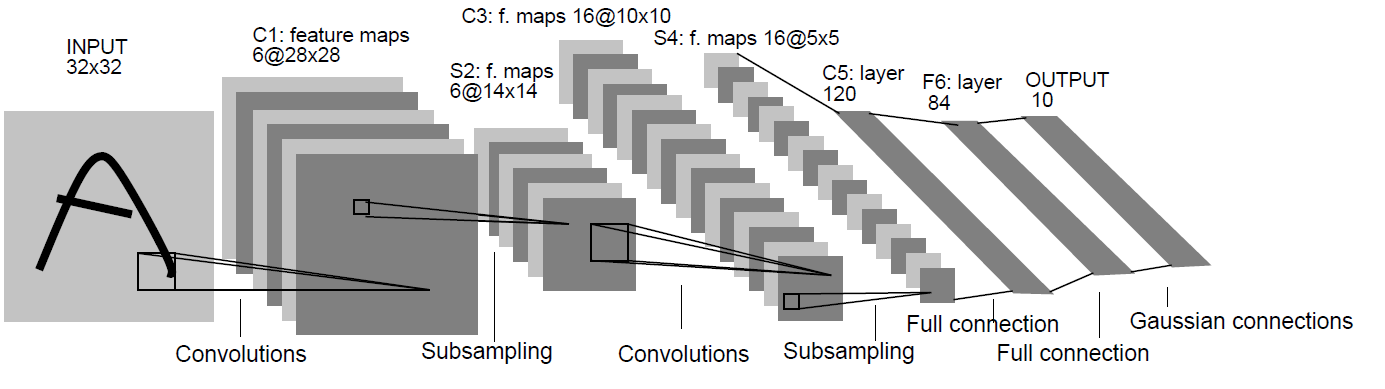 INPUT
32x32
C1: feature maps
6@28x28
S2: f. maps
6@14x14
C3: f. maps 16@10x10
S4: f. maps 16@5x5
C5: layer
120
F6: layer
84
OUTPUT
10
Convolutions
Subsampling
Convolutions
Subsampling
Full connection
Full connection
Gaussian connections